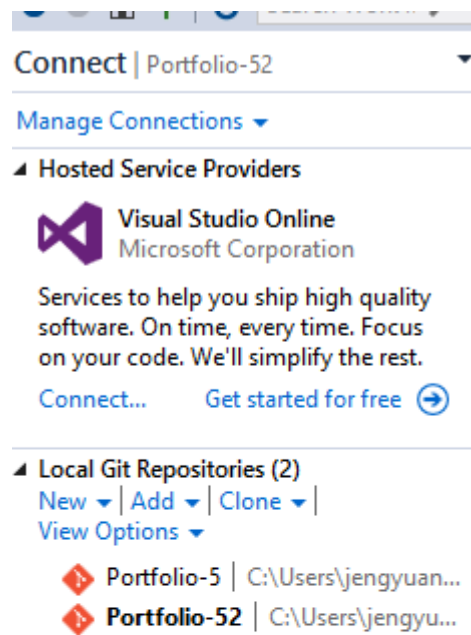 Connect | Portfolio-52
Manage Connections
Hosted Service Providers
Visual Studio Online
Microsoft Corporation
Services to help you ship high quality
software. On time, every time. Focus
on your code. We'll simplify the rest.
Connect... Get started for free
Local Git Repositories (2)
New | Add | Clone |
View Options
Portfolio-5 | C:\Users\jengyuan...
Portfolio-52 | C:\Users\jengyu...